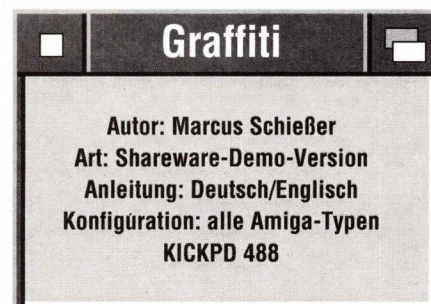 Graffiti
Autor: Marcus Schießer
Art: Shareware-Demo-Version
Anleitung: Deutsch/Englisch
Konfiguration: alle Amiga-Typen
KICKPD 488